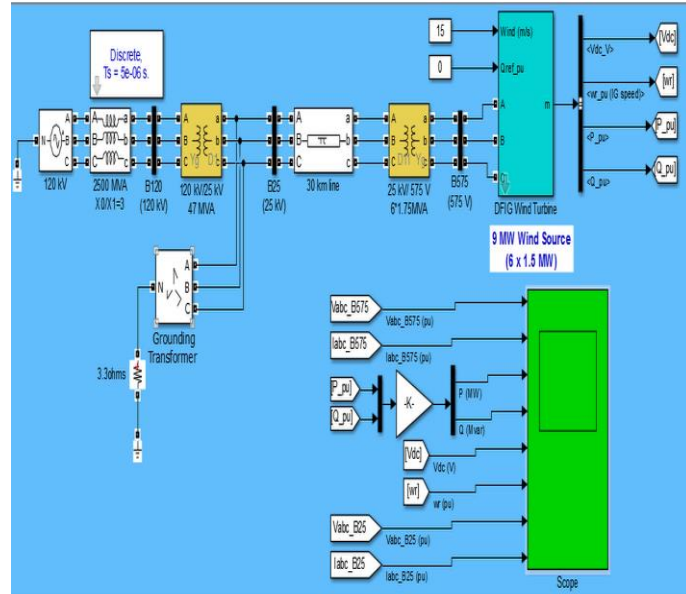 Discrete,
Ts = 5e-06 s.
N
A
B
C
120 kV
A
B
C
a
b
c
2500 MVA
X0/X1=3
B120
(120 kV)
A
B
C
a
b
c
Yg
120 kV/25 kV
47 MVA
B25
(25 kV)
30 km line
A
B
C
a
b
c
Yg
25 kV/ 575 V
6*1.75MVA
B575
(575 V)
15
0
Wind (m/s)
Qref_pu
A
B
m
DFIG Wind Turbine
<Vdc_V>
<wr_pu (IG speed)>
<P_pu>
<Q_pu>
[Vdc]
[wr]
[P_pu]
[Q_pu]
9 MW Wind Source
(6 x 1.5 MW)
N
A
B
C
Grounding
Transformer
3.3ohms
Vabc_B575
Vabc_B575 (pu)
Iabc_B575
Iabc_B575 (pu)
[P_pu]
[Q_pu]
-K-
P (MW)
Q (Mvar)
[Vdc]
Vdc (V)
[wr]
wr (pu)
Vabc_B25
Vabc_B25 (pu)
Iabc_B25
Iabc_B25 (pu)
Scope